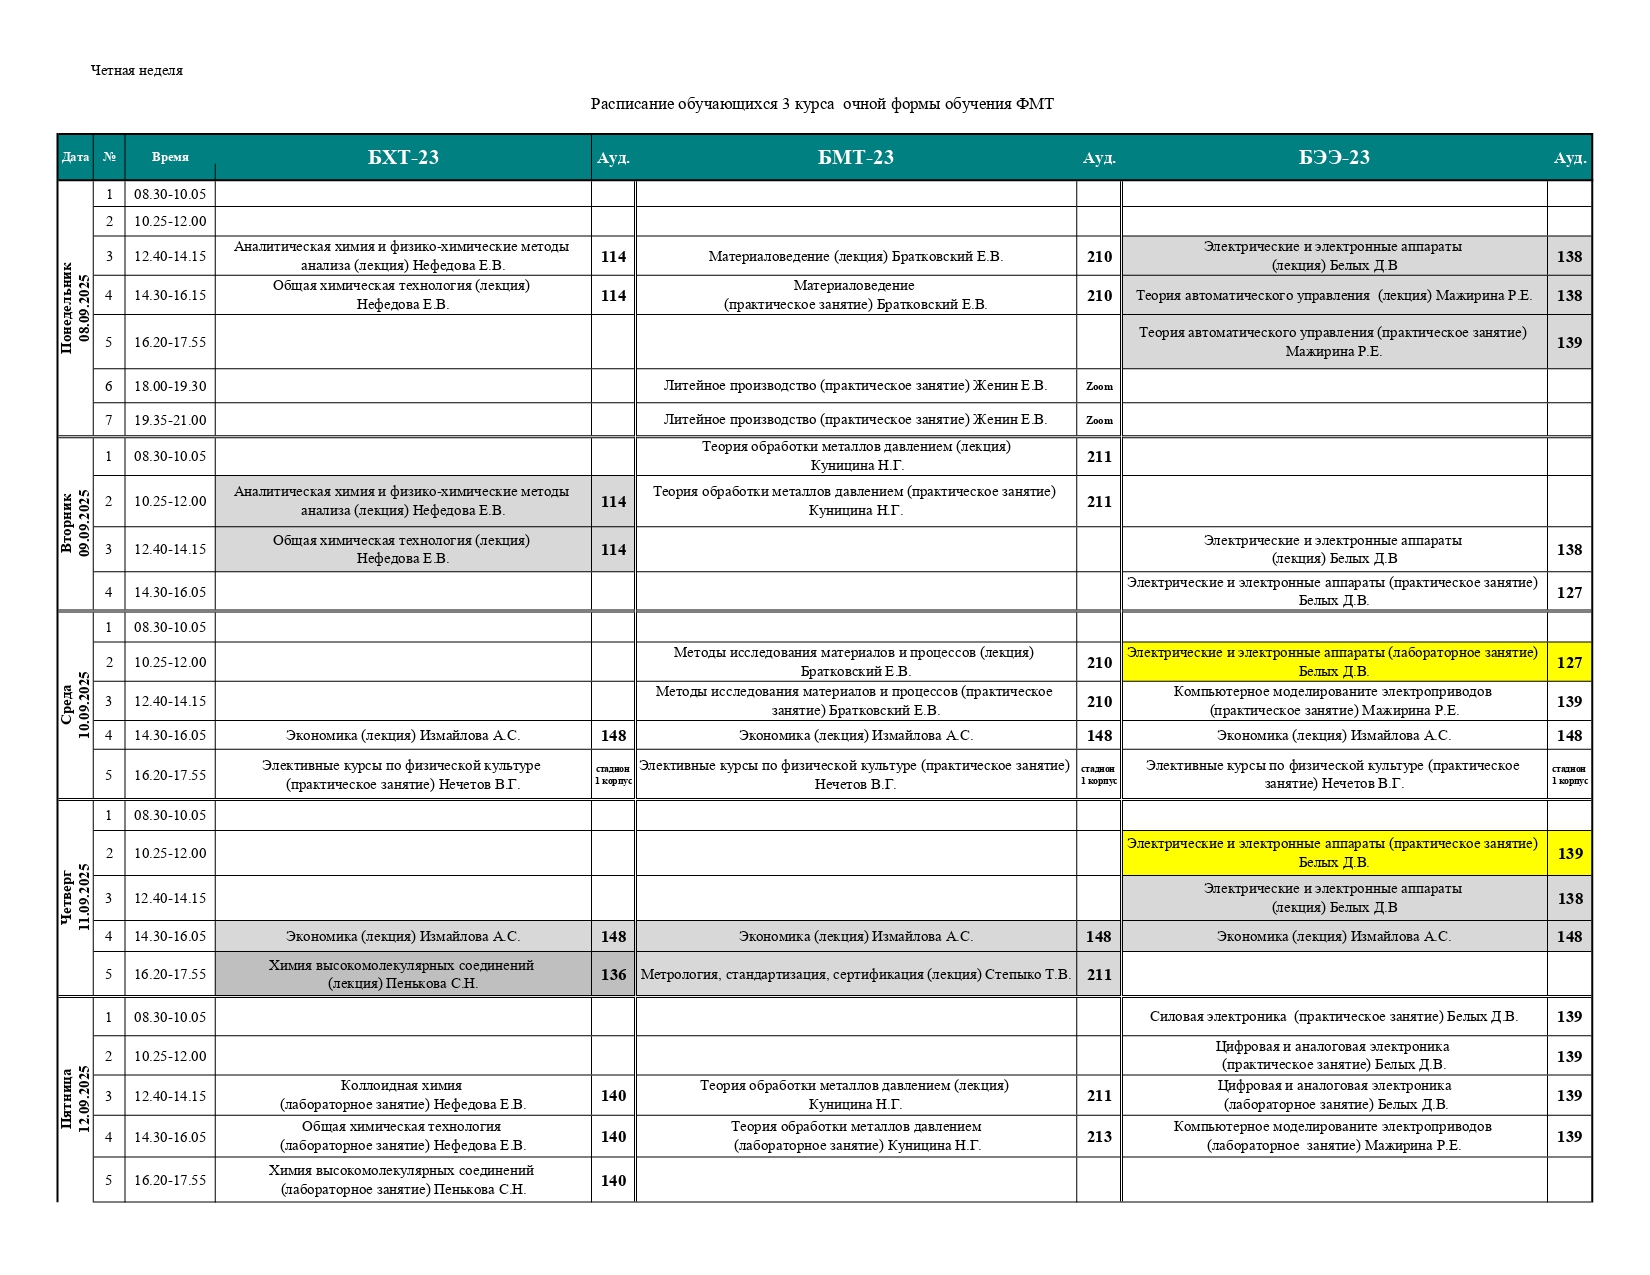 Четная неделя
Расписание обучающихся 3 курса очной формы обучения ФМТ
Дата № Время БХТ-23 Ауд. БМТ-23 Ауд. БЭЭ-23 Ауд.
Понедельник
08.09.2025
1 08.30-10.05
2 10.25-12.00
3 12.40-14.15 Аналитическая химия и физико-химические методы
анализа (лекция) Нефедова Е.В. 114 Материаловедение (лекция) Братковский Е.В. 210 Электрические и электронные аппараты
(лекция) Белых Д.В 138
4 14.30-16.15 Общая химическая технология (лекция)
Нефедова Е.В. 114 Материаловедение
(практическое занятие) Братковский Е.В. 210 Теория автоматического управления (лекция) Мажирина Р.Е. 138
5 16.20-17.55 Теория автоматического управления (практическое занятие)
Мажирина Р.Е. 139
6 18.00-19.30 Литейное производство (практическое занятие) Женин Е.В. Zoom
7 19.35-21.00 Литейное производство (практическое занятие) Женин Е.В. Zoom
Вторник
09.09.2025
1 08.30-10.05 Теория обработки металлов давлением (лекция)
Куницина Н.Г. 211
2 10.25-12.00 Аналитическая химия и физико-химические методы
анализа (лекция) Нефедова Е.В. 114 Теория обработки металлов давлением (практическое занятие)
Куницина Н.Г. 211
3 12.40-14.15 Общая химическая технология (лекция)
Нефедова Е.В. 114 Электрические и электронные аппараты
(лекция) Белых Д.В 138
4 14.30-16.05 Электрические и электронные аппараты (практическое занятие)
Белых Д.В. 127
Среда
10.09.2025
1 08.30-10.05
2 10.25-12.00 Методы исследования материалов и процессов (лекция)
Братковский Е.В. 210 Электрические и электронные аппараты (лабораторное занятие)
Белых Д.В. 127
3 12.40-14.15 Методы исследования материалов и процессов (практическое
занятие) Братковский Е.В. 210 Компьютерное моделированите электроприводов
(практическое занятие) Мажирина Р.Е. 139
4 14.30-16.05 Экономика (лекция) Измайлова А.С. 148 Экономика (лекция) Измайлова А.С. 148 Экономика (лекция) Измайлова А.С. 148
5 16.20-17.55 Элективные курсы по физической культуре
(практическое занятие) Нечетов В.Г. стадион
1 корпус Элективные курсы по физической культуре (практическое занятие)
Нечетов В.Г. стадион
1 корпус Элективные курсы по физической культуре (практическое
занятие) Нечетов В.Г. стадион
1 корпус
Четверг
11.09.2025
1 08.30-10.05
2 10.25-12.00 Электрические и электронные аппараты (практическое занятие)
Белых Д.В. 139
3 12.40-14.15 Электрические и электронные аппараты
(лекция) Белых Д.В 138
4 14.30-16.05 Экономика (лекция) Измайлова А.С. 148 Экономика (лекция) Измайлова А.С. 148 Экономика (лекция) Измайлова А.С. 148
5 16.20-17.55 Химия высокомолекулярных соединений
(лекция) Пенькова С.Н. 136 Метрология, стандартизация, сертификация (лекция) Степыко Т.В. 211
Пятница
12.09.2025
1 08.30-10.05 Силовая электроника (практическое занятие) Белых Д.В. 139
2 10.25-12.00 Цифровая и аналоговая электроника
(практическое занятие) Белых Д.В. 139
3 12.40-14.15 Коллоидная химия
(лабораторное занятие) Нефедова Е.В. 140 Теория обработки металлов давлением (лекция)
Куницина Н.Г. 211 Цифровая и аналоговая электроника
(лабораторное занятие) Белых Д.В. 139
4 14.30-16.05 Общая химическая технология
(лабораторное занятие) Нефедова Е.В. 140 Теория обработки металлов давлением
(лабораторное занятие) Куницина Н.Г. 213 Компьютерное моделированите электроприводов
(лабораторное занятие) Мажирина Р.Е. 139
5 16.20-17.55 Химия высокомолекулярных соединений
(лабораторное занятие) Пенькова С.Н. 140